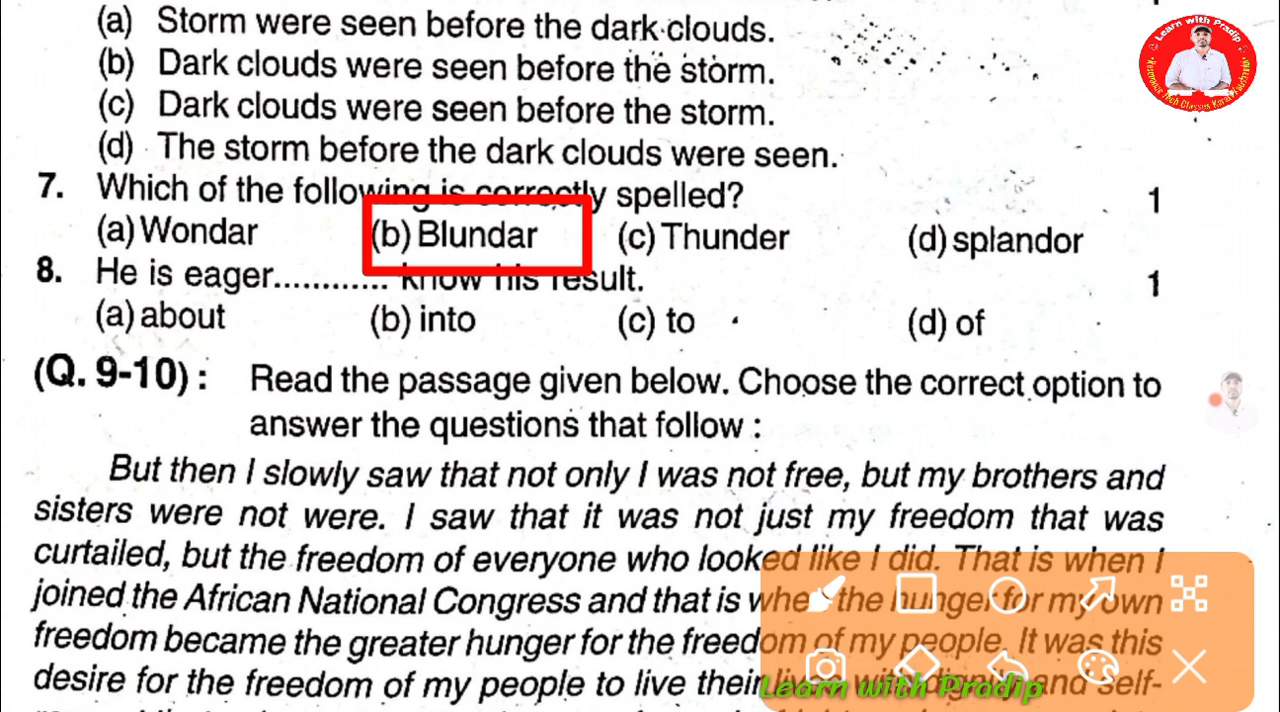 (a) Storm were seen before the dark clouds.
(b) Dark clouds were seen before the storm.
(c) Dark clouds were seen before the storm.
(d) The storm before the dark clouds were seen.
7. Which of the following is correctly spelled? 1
(a) Wondar (b) Blundar (c) Thunder (d) splandor
8. He is eager............. know his result. 1
(a) about (b) into (c) to (d) of
(Q. 9-10) : Read the passage given below. Choose the correct option to
answer the questions that follow :
But then I slowly saw that not only I was not free, but my brothers and
sisters were not were. I saw that it was not just my freedom that was
curtailed, but the freedom of everyone who looked like I did. That is when I
joined the African National Congress and that is when the hunger for my own
freedom became the greater hunger for the freedom of my people. It was this
desire for the freedom of my people to live their and self-
Learn with Pradip
Learn with Pradip